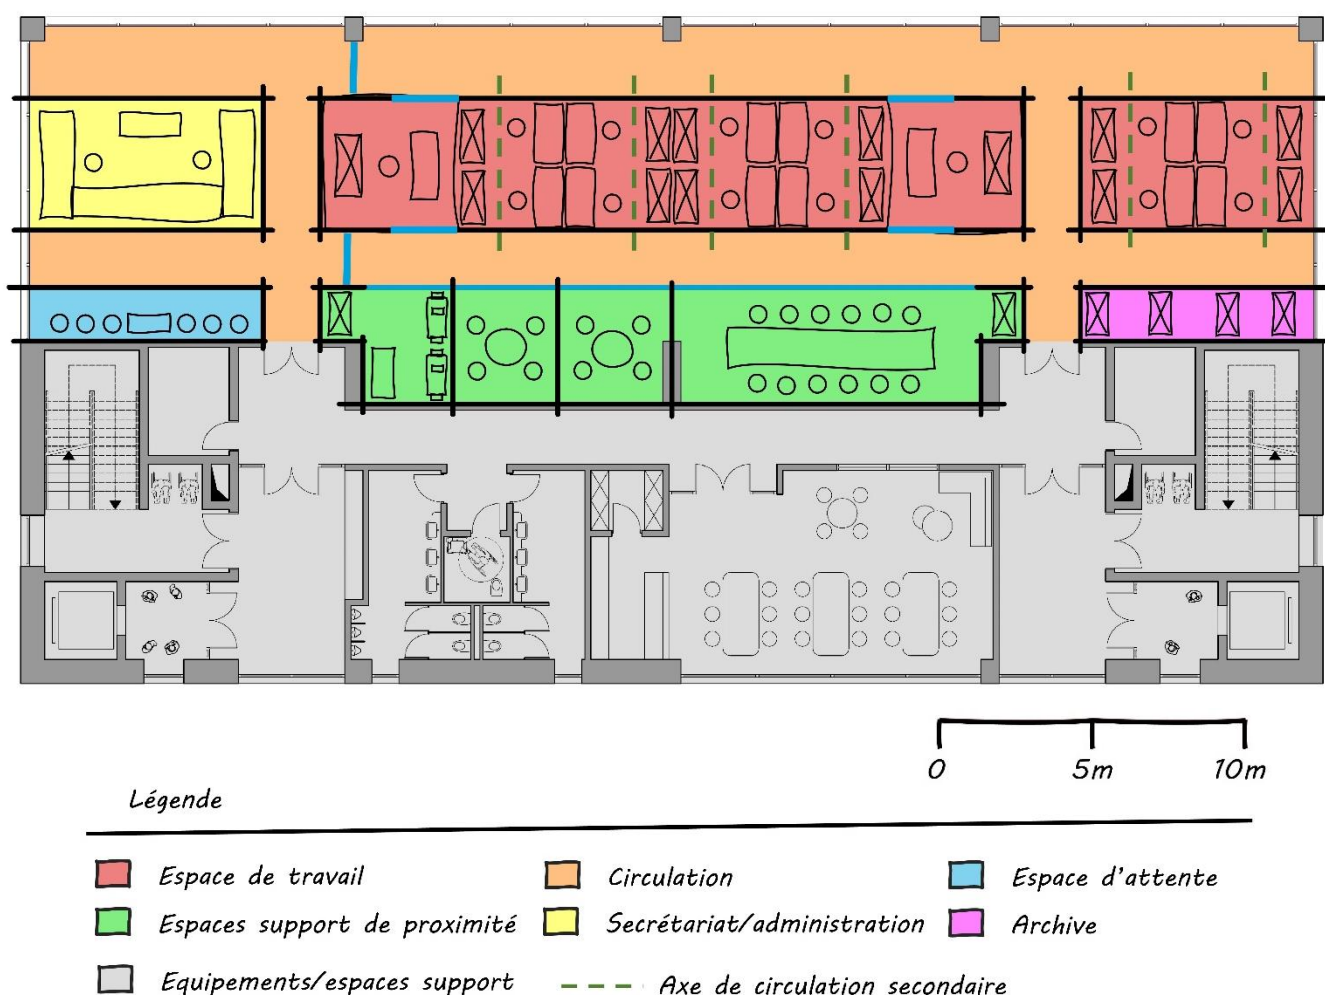 0 5m 10m
Légende
Espace de travail Circulation Espace d'attente
Espaces support de proximité Secrétariat/administration Archive
Equipements/espaces support Axe de circulation secondaire